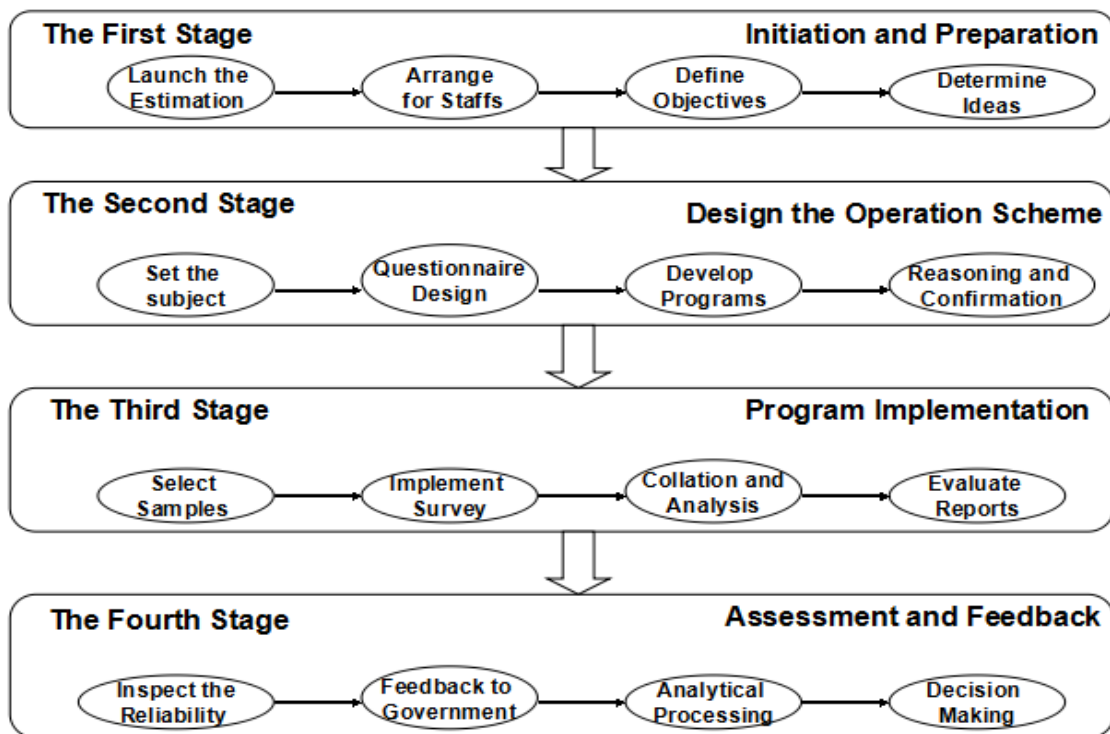 The First Stage
Initiation and Preparation
Launch the
Estimation
Arrange
for Staffs
Define
Objectives
Determine
Ideas
The Second Stage
Design the Operation Scheme
Set the
subject
Questionnaire
Design
Develop
Programs
Reasoning and
Confirmation
The Third Stage
Program Implementation
Select
Samples
Implement
Survey
Collation and
Analysis
Evaluate
Reports
The Fourth Stage
Assessment and Feedback
Inspect the
Reliability
Feedback to
Government
Analytical
Processing
Decision
Making